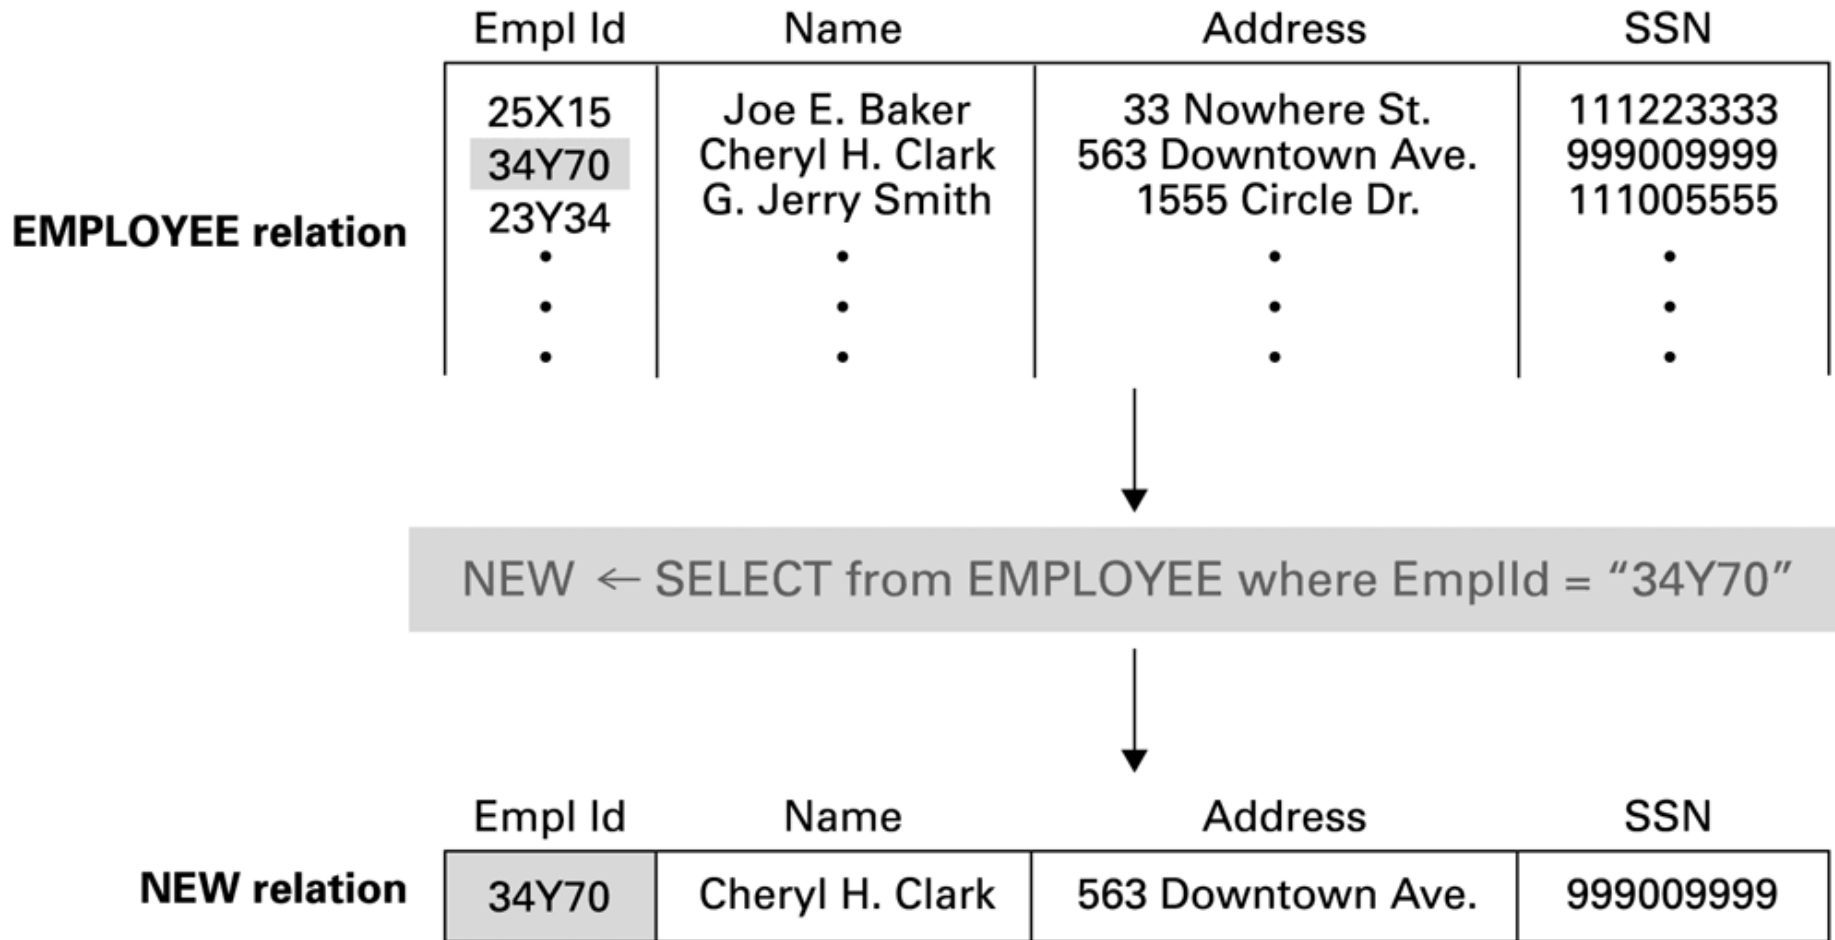 Empl Id Name Address SSN
25X15 Joe E. Baker 33 Nowhere St. 111223333
34Y70 Cheryl H. Clark 563 Downtown Ave. 999009999
23Y34 G. Jerry Smith 1555 Circle Dr. 111005555
EMPLOYEE relation
NEW ← SELECT from EMPLOYEE where EmplId = “34Y70”
Empl Id Name Address SSN
NEW relation 34Y70 Cheryl H. Clark 563 Downtown Ave. 999009999